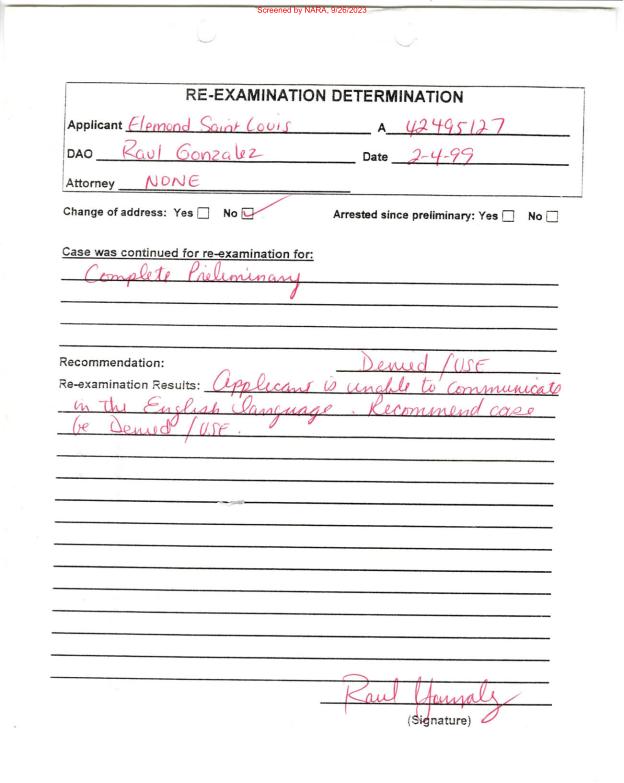 Screened by NARA, 9/26/2023
RE-EXAMINATION DETERMINATION
Applicant Elemond Saint Louis A 42495127
DAO Raul Gonzalez Date 2-4-99
Attorney NONE
Change of address: Yes ☐ No ☑ Arrested since preliminary: Yes ☐ No ☐
Case was continued for re-examination for:
Complete Preliminary
Recommendation: Denied / USE
Re-examination Results: Applicant is unable to communicate
in the English language. Recommend case
be Denied / USE.
Raul Gonzalez
(Signature)